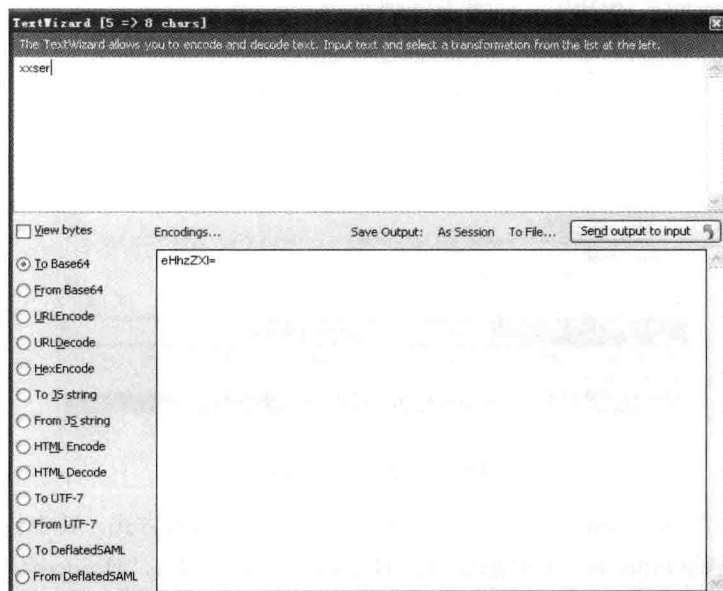 TextWizard [5 => 8 chars]
The TextWizard allows you to encode and decode text. Input text and select a transformation from the list at the left.
xxser
View bytes Encodings... Save Output: As Session To File... Send output to input
To Base64
eHhzZXI=
From Base64
URLEncode
URLDecode
HexEncode
To JS string
From JS string
HTML Encode
HTML Decode
To UTF-7
From UTF-7
To DeflatedSAML
From DeflatedSAML